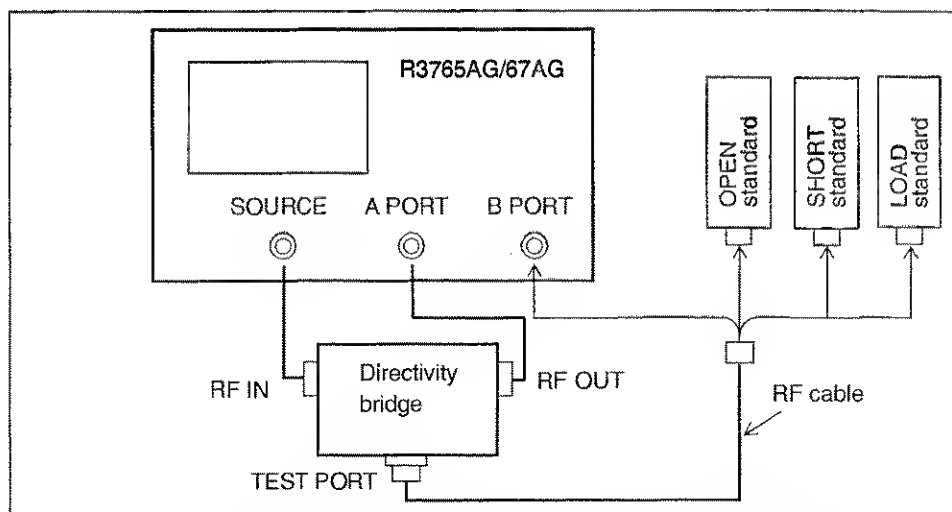 R3765AG/67AG
SOURCE
A PORT
B PORT
OPEN
standard
SHORT
standard
LOAD
standard
RF IN
Directivity
bridge
RF OUT
TEST PORT
RF cable